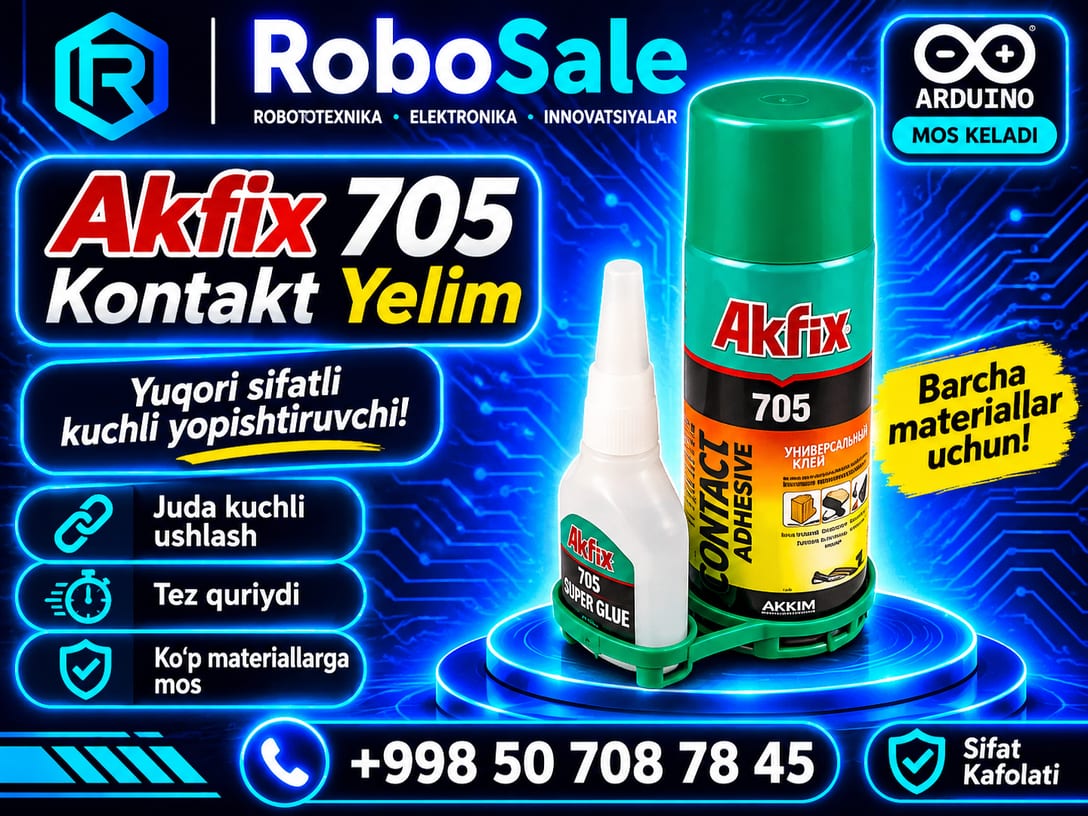 RoboSale
ROBOTOTEXNIKA • ELEKTRONIKA • INNOVATSIYALAR
ARDUINO
MOS KELADI
Akfix 705
Kontakt Yelim
Yuqori sifatli
kuchli yopishtiruvchi!
Juda kuchli
ushlash
Tez quriydi
Ko'p materiallarga
mos
Akfix
705
SUPER GLUE
Akfix
705
УНИВЕРСАЛЬНЫЙ
КЛЕЙ
CONTACT
ADHESIVE
AKKIM
Barcha
materiallar
uchun!
+998 50 708 78 45
Sifat
Kafolati